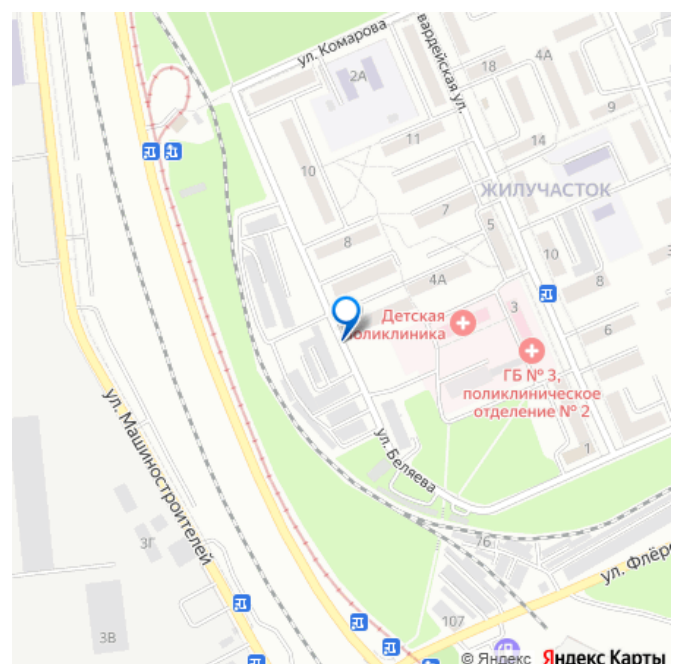 ул. Комарова
вардейская ул.
2А
18
4А
9
14
11
10
ЖИЛУЧАСТОК
7
5
8
10
4А
8
3
6
Детская
поликлиника
ГБ № 3,
поликлиническое
отделение № 2
1
ул. Беляева
ул. Машиностроителей
3Г
3В
76
107
ул. Флёр
© Яндекс Яндекс Карты